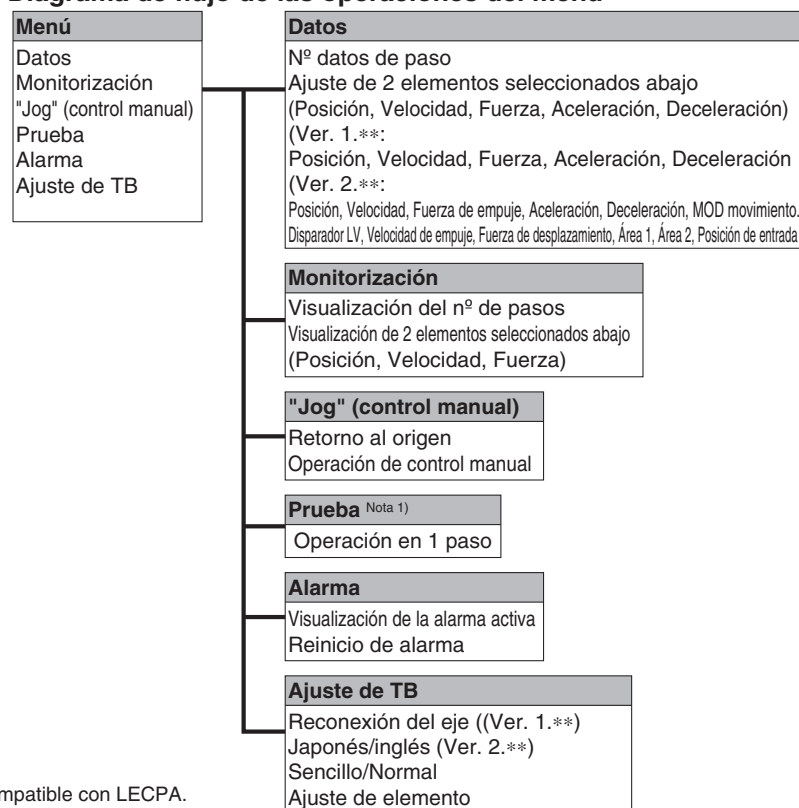 Diagrama de flujo de las operaciones del menú
Menú
Datos
Monitorización
"Jog" (control manual)
Prueba
Alarma
Ajuste de TB
Datos
Nº datos de paso
Ajuste de 2 elementos seleccionados abajo
(Posición, Velocidad, Fuerza, Aceleración, Deceleración)
(Ver. 1.**:
Posición, Velocidad, Fuerza, Aceleración, Deceleración
(Ver. 2.**:
Posición, Velocidad, Fuerza de empuje, Aceleración, Deceleración, MOD movimiento.
Disparador LV, Velocidad de empuje, Fuerza de desplazamiento, Área 1, Área 2, Posición de entrada
Monitorización
Visualización del nº de pasos
Visualización de 2 elementos seleccionados abajo
(Posición, Velocidad, Fuerza)
"Jog" (control manual)
Retorno al origen
Operación de control manual
Prueba Nota 1)
Operación en 1 paso
Alarma
Visualización de la alarma activa
Reinicio de alarma
Ajuste de TB
Reconexión del eje ((Ver. 1.**)
Japonés/inglés (Ver. 2.**)
Sencillo/Normal
Ajuste de elemento
con LECPA.